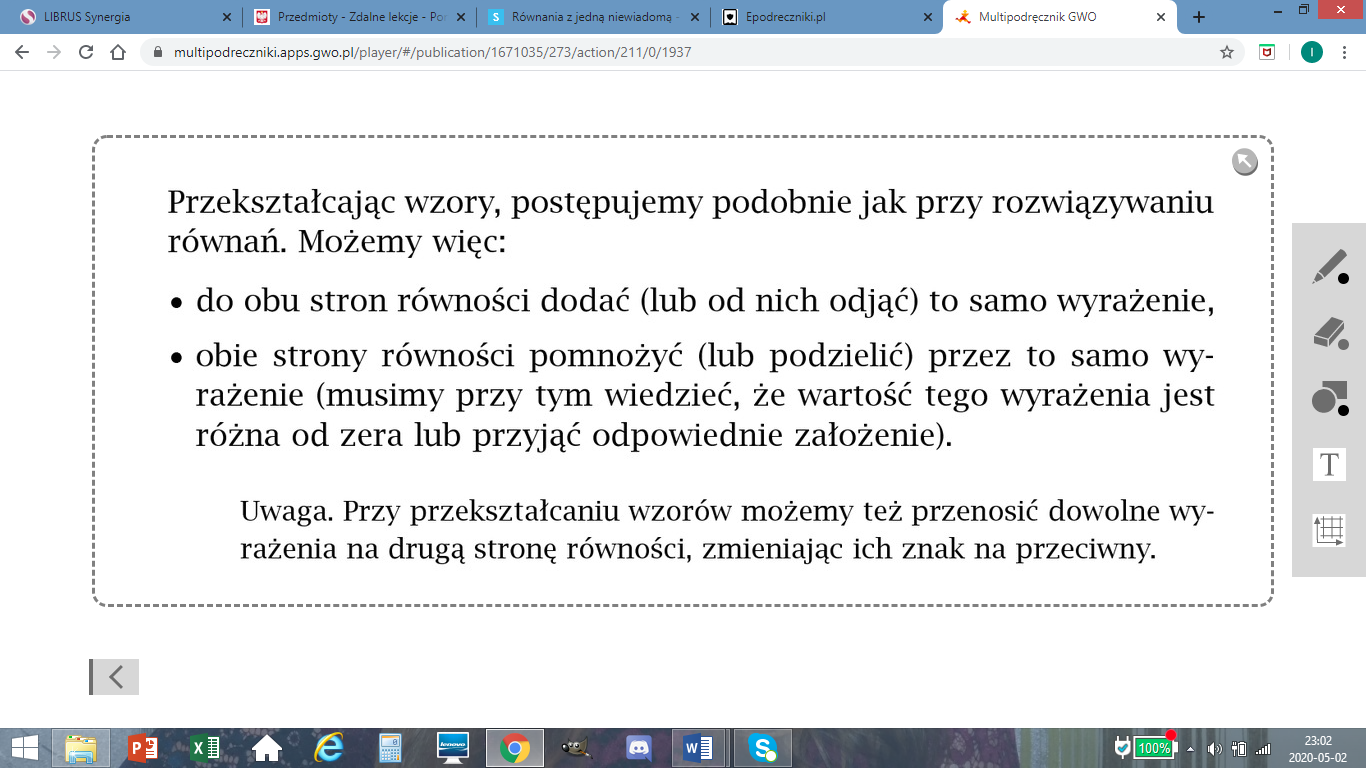 LIBRUS Synergia
Przedmioty - Zdalne lekcje - Por
Równania z jedną niewiadomą -
Epodreczniki.pl
Multipodręcznik GWO
multipodreczniki.apps.gwo.pl/player/#/publication/1671035/273/action/211/0/1937
I
Przekształcając wzory, postępujemy podobnie jak przy rozwiązywaniu
równań. Możemy więc:
• do obu stron równości dodać (lub od nich odjąć) to samo wyrażenie,
• obie strony równości pomnożyć (lub podzielić) przez to samo wy-
rażenie (musimy przy tym wiedzieć, że wartość tego wyrażenia jest
różna od zera lub przyjąć odpowiednie założenie).
Uwaga. Przy przekształcaniu wzorów możemy też przenosić dowolne wy-
rażenia na drugą stronę równości, zmieniając ich znak na przeciwny.
T
lenovo
100%
23:02
2020-05-02